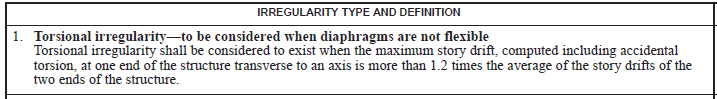 IRREGULARITY TYPE AND DEFINITION
1. Torsional irregularity—to be considered when diaphragms are not flexible
Torsional irregularity shall be considered to exist when the maximum story drift, computed including accidental
torsion, at one end of the structure transverse to an axis is more than 1.2 times the average of the story drifts of the
two ends of the structure.